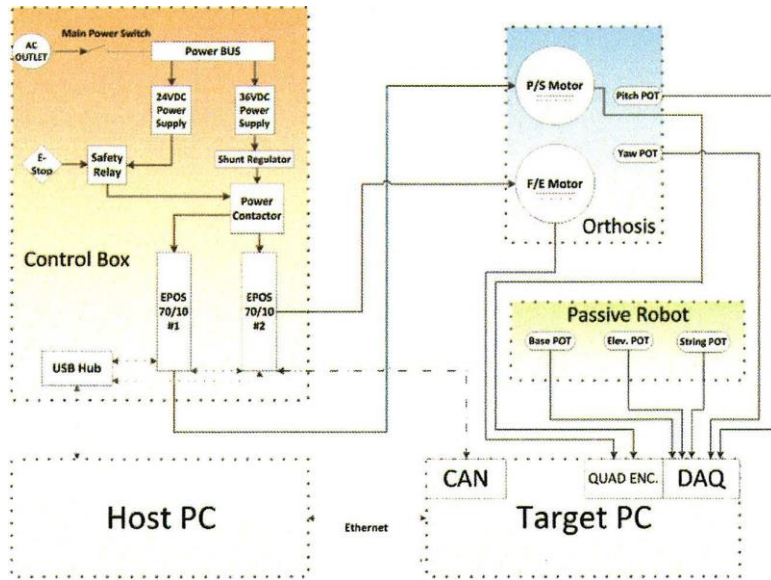 Main Power Switch
AC
OUTLET
Power BUS
24VDC
Power
Supply
36VDC
Power
Supply
E-
Stop
Safety
Relay
Shunt Regulator
Power
Contactor
Control Box
EPOS
70/10
#1
EPOS
70/10
#2
USB Hub
P/S Motor
Pitch POT
Yaw POT
F/E Motor
Orthosis
Passive Robot
Base POT
Elev. POT
String POT
CAN
QUAD ENC.
DAQ
Host PC
Ethernet
Target PC